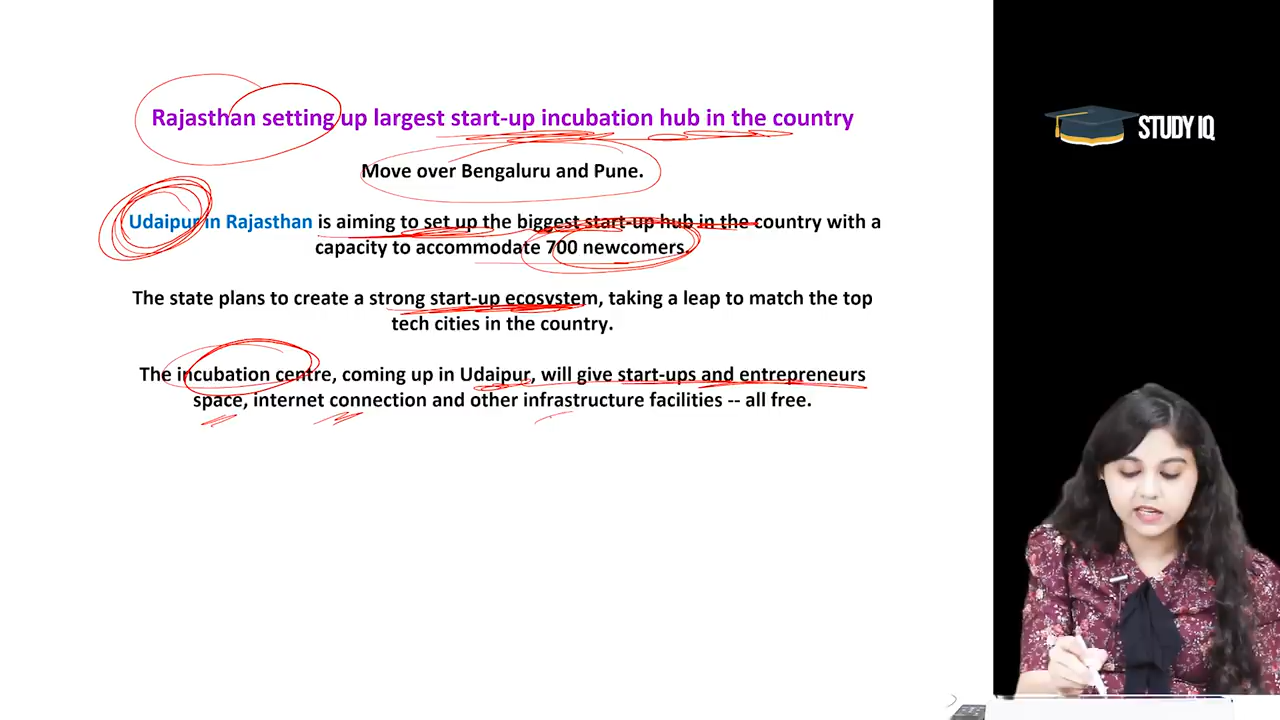 Rajasthan setting up largest start-up incubation hub in the country
Move over Bengaluru and Pune.
Udaipur in Rajasthan is aiming to set up the biggest start-up hub in the country with a
capacity to accommodate 700 newcomers.
The state plans to create a strong start-up ecosystem, taking a leap to match the top
tech cities in the country.
The incubation centre, coming up in Udaipur, will give start-ups and entrepreneurs
space, internet connection and other infrastructure facilities -- all free.
STUDY IQ